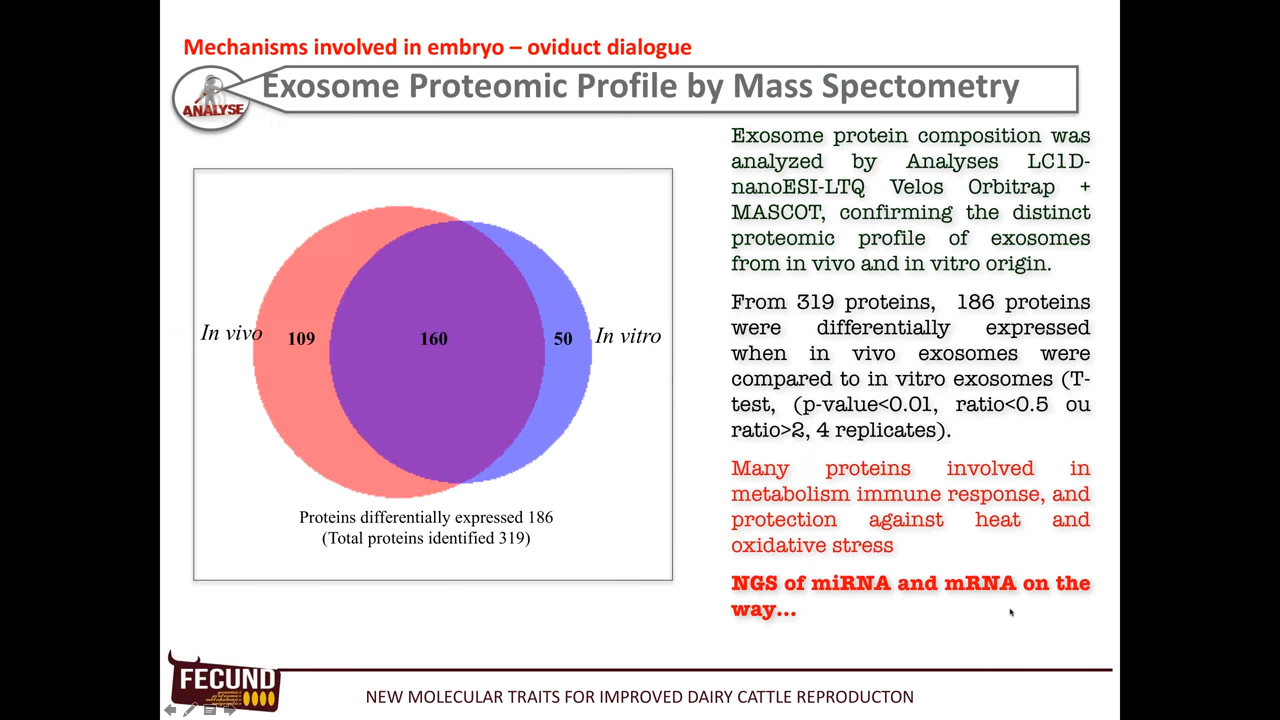 Mechanisms involved in embryo – oviduct dialogue
Exosome Proteomic Profile by Mass Spectometry
ANALYSE
Exosome protein composition was
analyzed by Analyses LC1D-
nanoESI-LTQ Velos Orbitrap +
MASCOT, confirming the distinct
proteomic profile of exosomes
from in vivo and in vitro origin.
From 319 proteins, 186 proteins
were differentially expressed
when in vivo exosomes were
compared to in vitro exosomes (T-
test, (p-value<0.01, ratio<0.5 ou
ratio>2, 4 replicates).
Many proteins involved in
metabolism immune response, and
protection against heat and
oxidative stress
NGS of miRNA and mRNA on the
way...
In vivo 109 160 50 In vitro
Proteins differentially expressed 186
(Total proteins identified 319)
FECUND
NEW MOLECULAR TRAITS FOR IMPROVED DAIRY CATTLE REPRODUCTON